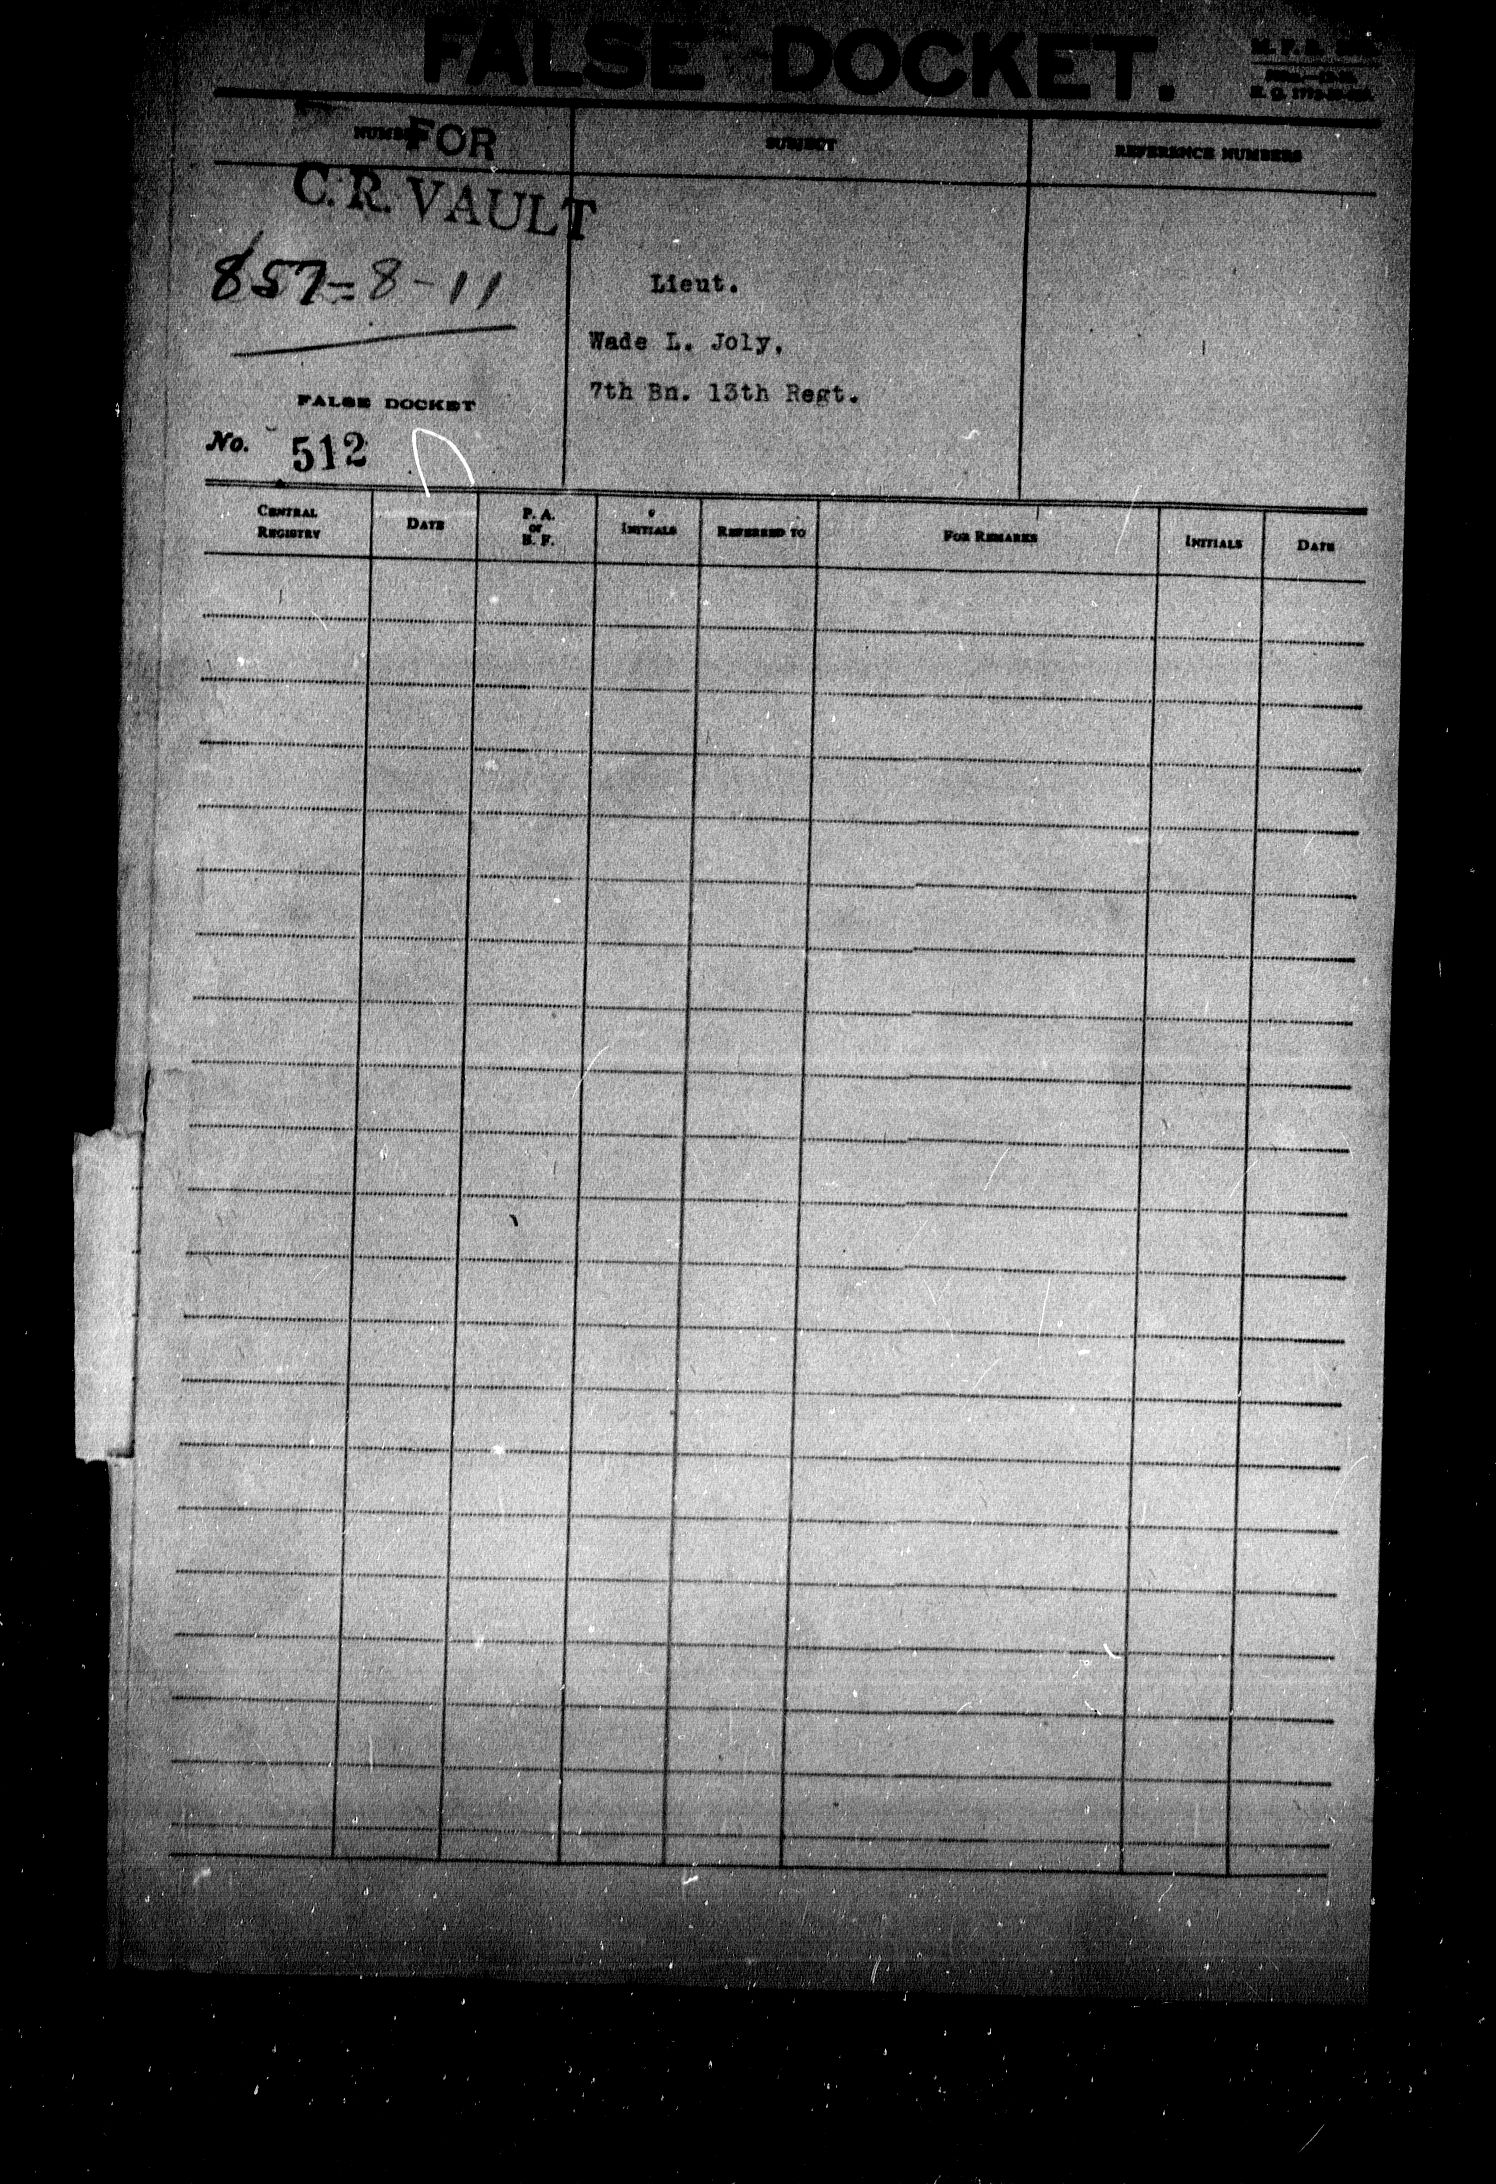 FALSE DOCKET.
NUMBER
SUBJECT
REFERENCE NUMBERS
FOR
C.R. VAULT
857-8-11
Lieut.
Wade L. Joly,
7th Bn. 13th Regt.
FALSE DOCKET
No. 512
CENTRAL REGISTRY
DATE
P. A. or B. F.
INITIALS
REFERRED TO
FOR REMARKS
INITIALS
DATE